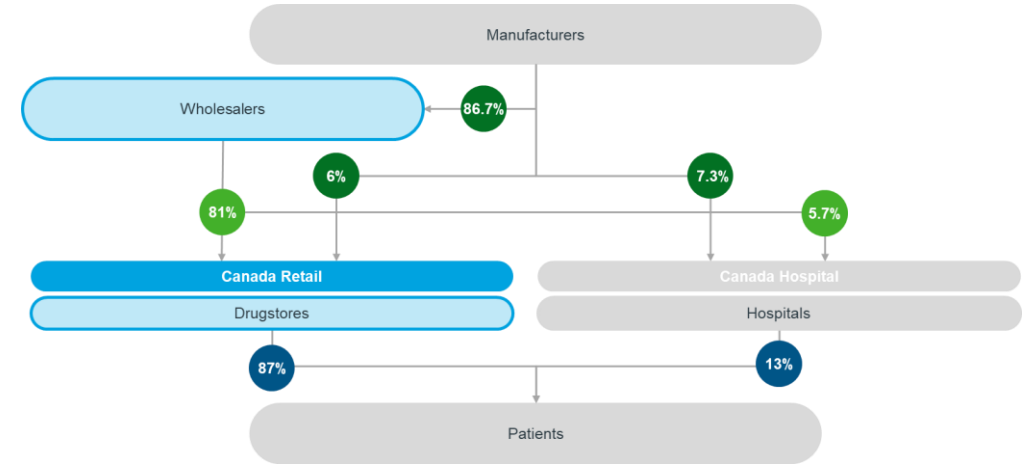 Manufacturers
Wholesalers
86.7%
6%
7.3%
81%
5.7%
Canada Retail
Canada Hospital
Drugstores
Hospitals
87%
13%
Patients